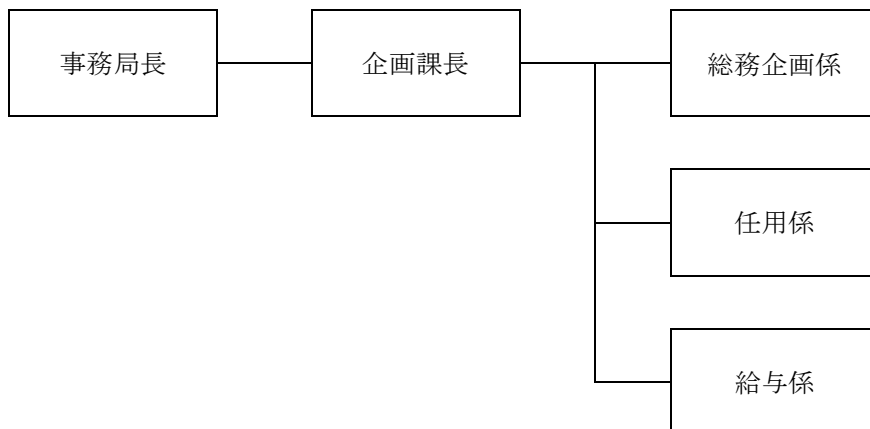 事務局長
企画課長
総務企画係
任用係
給与係